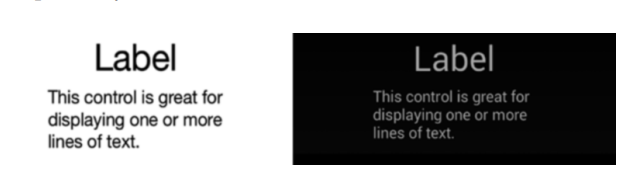 Label
This control is great for
displaying one or more
lines of text.
Label
This control is great for
displaying one or more
lines of text.